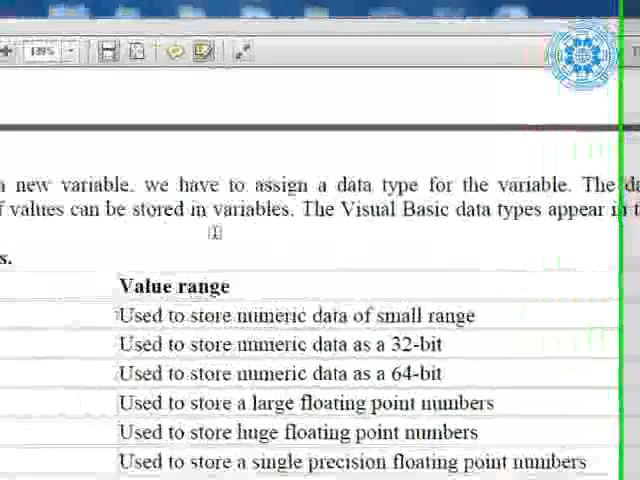 139%
a new variable, we have to assign a data type for the variable. The da
f values can be stored in variables. The Visual Basic data types appear in t
s.
Value range
Used to store numeric data of small range
Used to store numeric data as a 32-bit
Used to store numeric data as a 64-bit
Used to store a large floating point numbers
Used to store huge floating point numbers
Used to store a single precision floating point numbers